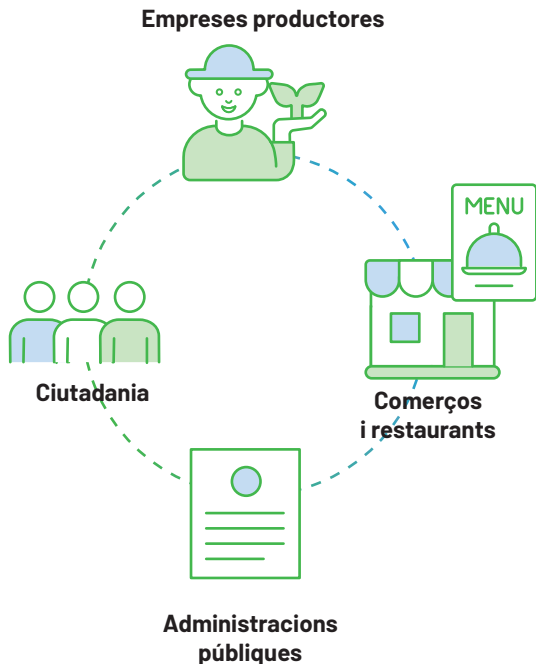 Empreses productores
MENU
Ciutadania
Comerços
i restaurants
Administracions
públiques